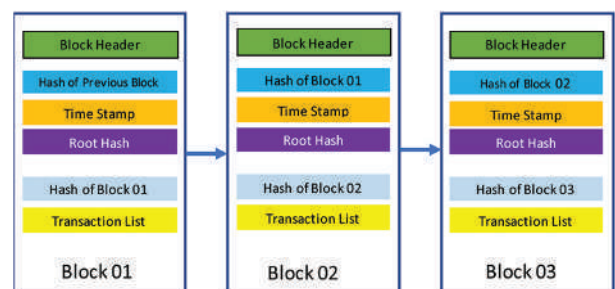 Block Header
Hash of Previous Block
Time Stamp
Root Hash
Hash of Block 01
Transaction List
Block 01
Block Header
Hash of Block 01
Time Stamp
Root Hash
Hash of Block 02
Transaction List
Block 02
Block Header
Hash of Block 02
Time Stamp
Root Hash
Hash of Block 03
Transaction List
Block 03